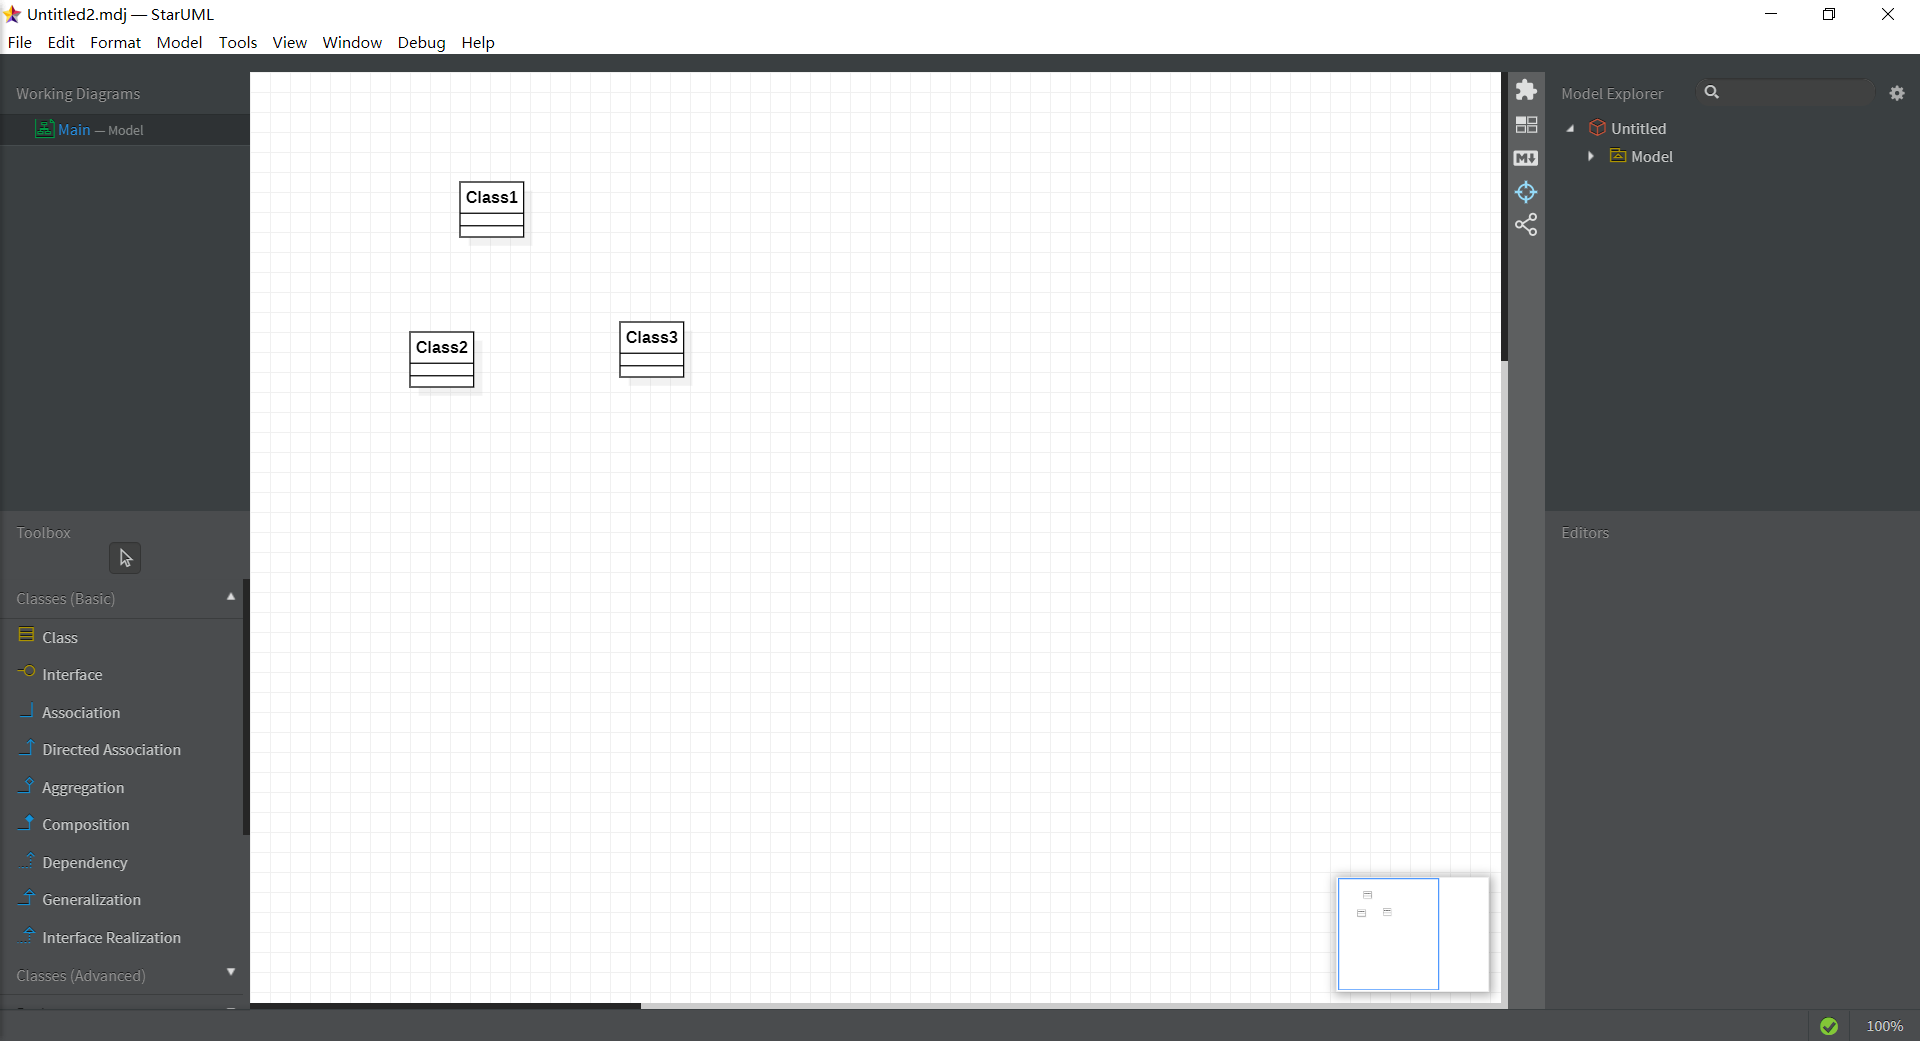 Untitled2.mdj — StarUML
File Edit Format Model Tools View Window Debug Help
Working Diagrams
Main — Model
Class1
Class2
Class3
Toolbox
Classes (Basic)
Class
Interface
Association
Directed Association
Aggregation
Composition
Dependency
Generalization
Interface Realization
Classes (Advanced)
M
Model Explorer
Untitled
Model
Editors
100%